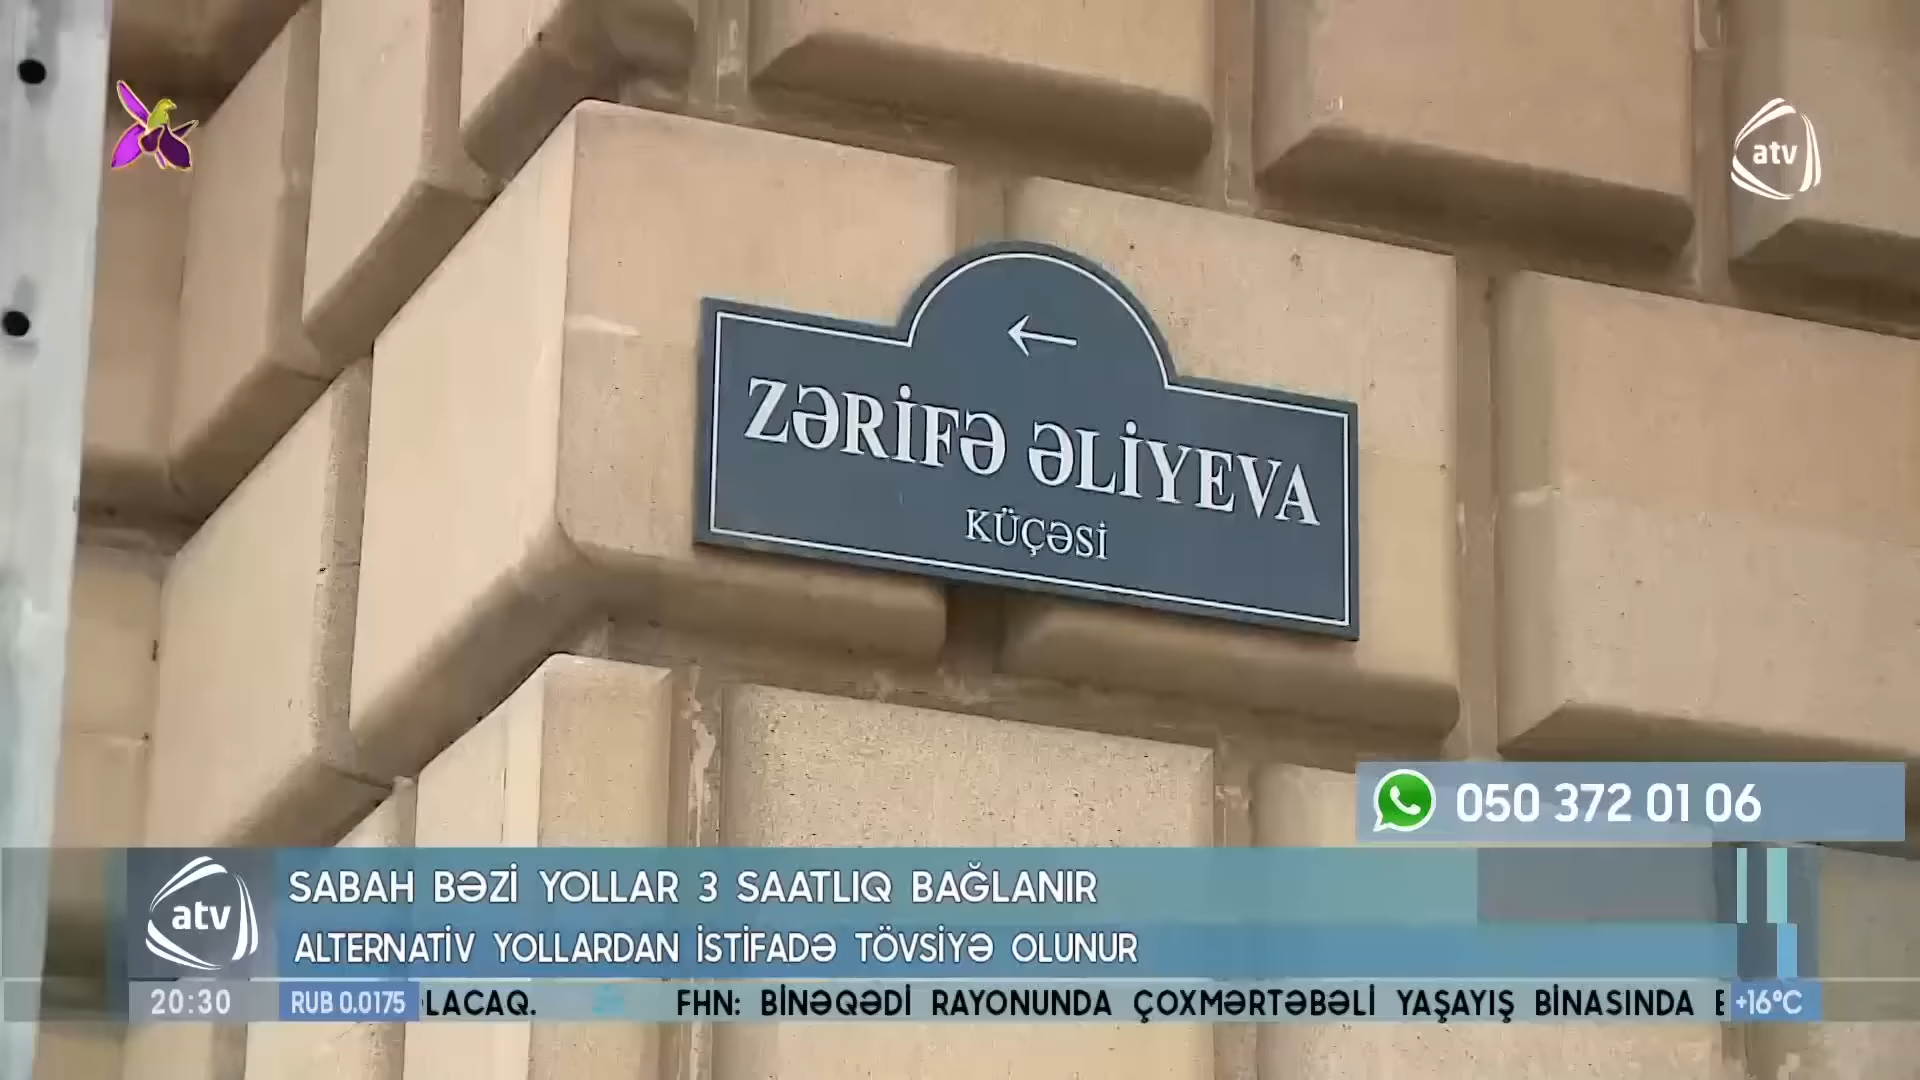 atv
ZƏRİFƏ ƏLİYEVA
KÜÇƏSİ
050 372 01 06
atv
SABAH BƏZİ YOLLAR 3 SAATLIQ BAĞLANIR
ALTERNATİV YOLLARDAN İSTİFADƏ TÖVSİYƏ OLUNUR
20:30 RUB 0.0175 LACAQ. FHN: BİNƏQƏDİ RAYONUNDA ÇOXMƏRTƏBƏLİ YAŞAYIŞ BİNASINDA +16°C